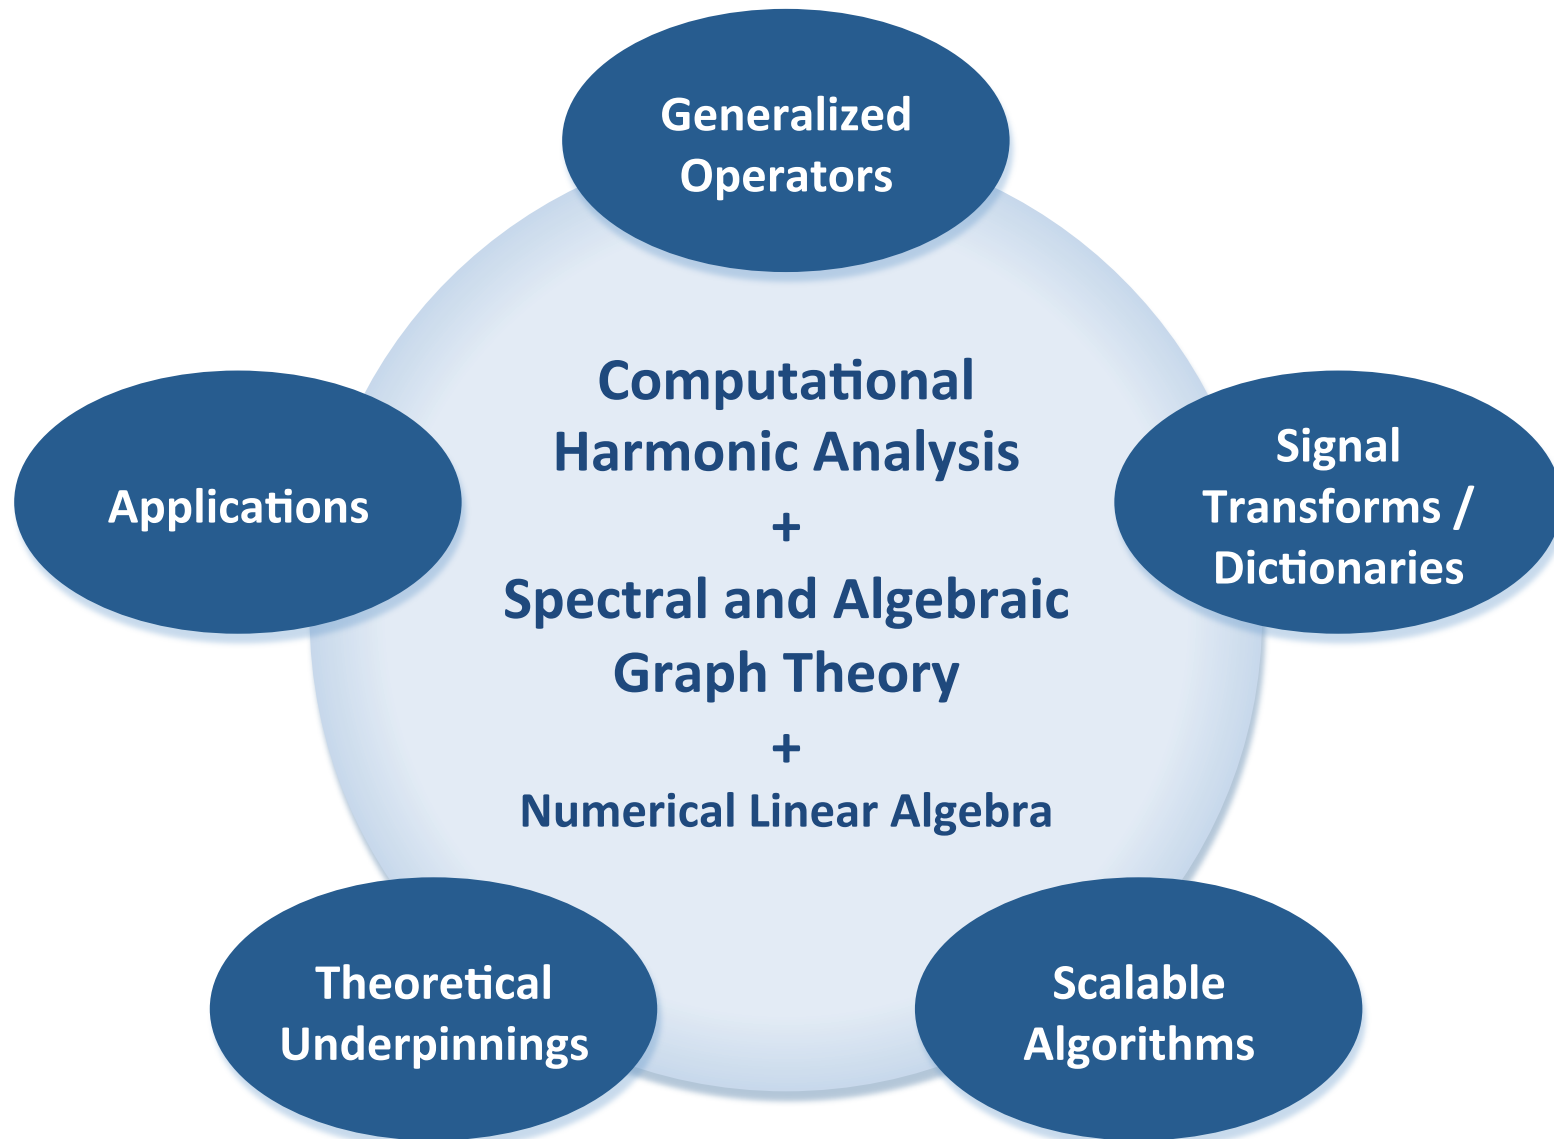 Generalized
Operators
Computational
Harmonic Analysis
+
Spectral and Algebraic
Graph Theory
+
Numerical Linear Algebra
Applications
Signal
Transforms /
Dictionaries
Theoretical
Underpinnings
Scalable
Algorithms